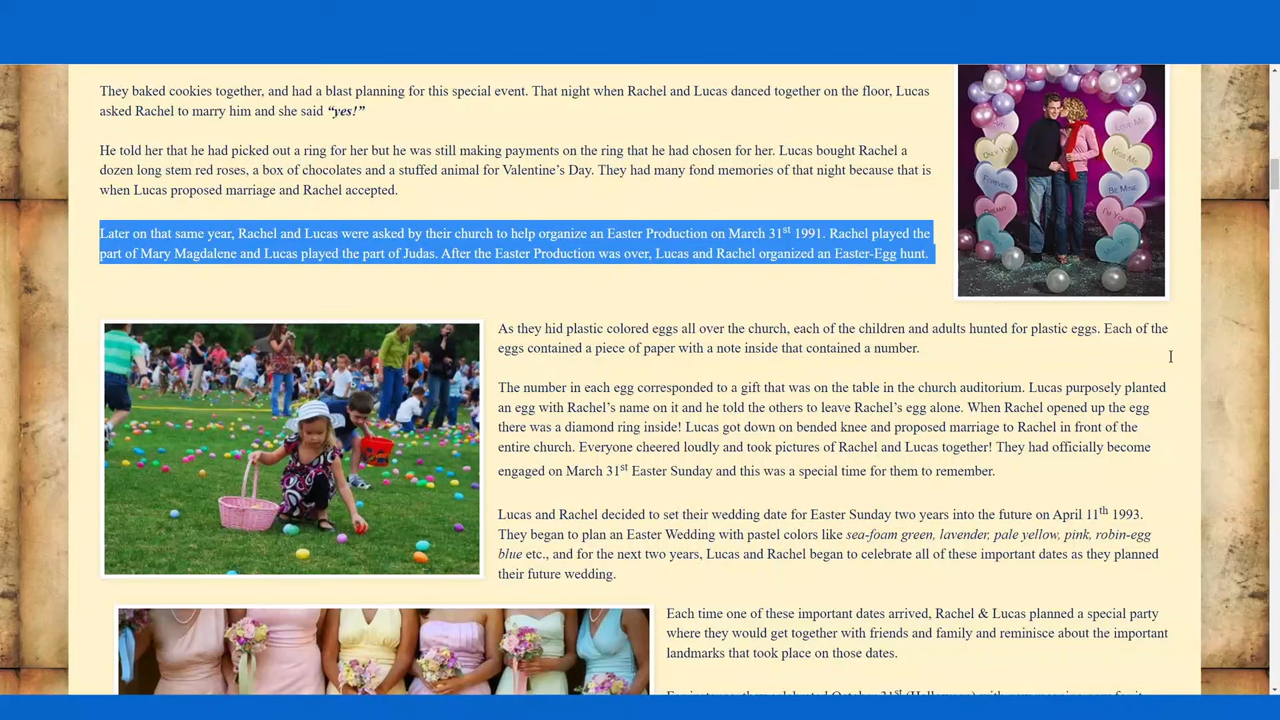 They baked cookies together, and had a blast planning for this special event. That night when Rachel and Lucas danced together on the floor, Lucas
asked Rachel to marry him and she said “yes!”
He told her that he had picked out a ring for her but he was still making payments on the ring that he had chosen for her. Lucas bought Rachel a
dozen long stem red roses, a box of chocolates and a stuffed animal for Valentine’s Day. They had many fond memories of that night because that is
when Lucas proposed marriage and Rachel accepted.
Later on that same year, Rachel and Lucas were asked by their church to help organize an Easter Production on March 31st 1991. Rachel played the
part of Mary Magdalene and Lucas played the part of Judas. After the Easter Production was over, Lucas and Rachel organized an Easter-Egg hunt.
Love Me
Kiss Me
BE MINE
ONLY YOU
FOREVER
As they hid plastic colored eggs all over the church, each of the children and adults hunted for plastic eggs. Each of the
eggs contained a piece of paper with a note inside that contained a number.
The number in each egg corresponded to a gift that was on the table in the church auditorium. Lucas purposely planted
an egg with Rachel’s name on it and he told the others to leave Rachel’s egg alone. When Rachel opened up the egg
there was a diamond ring inside! Lucas got down on bended knee and proposed marriage to Rachel in front of the
entire church. Everyone cheered loudly and took pictures of Rachel and Lucas together! They had officially become
engaged on March 31st Easter Sunday and this was a special time for them to remember.
Lucas and Rachel decided to set their wedding date for Easter Sunday two years into the future on April 11th 1993.
They began to plan an Easter Wedding with pastel colors like sea-foam green, lavender, pale yellow, pink, robin-egg
blue etc., and for the next two years, Lucas and Rachel began to celebrate all of these important dates as they planned
their future wedding.
Each time one of these important dates arrived, Rachel & Lucas planned a special party
where they would get together with friends and family and reminisce about the important
landmarks that took place on those dates.